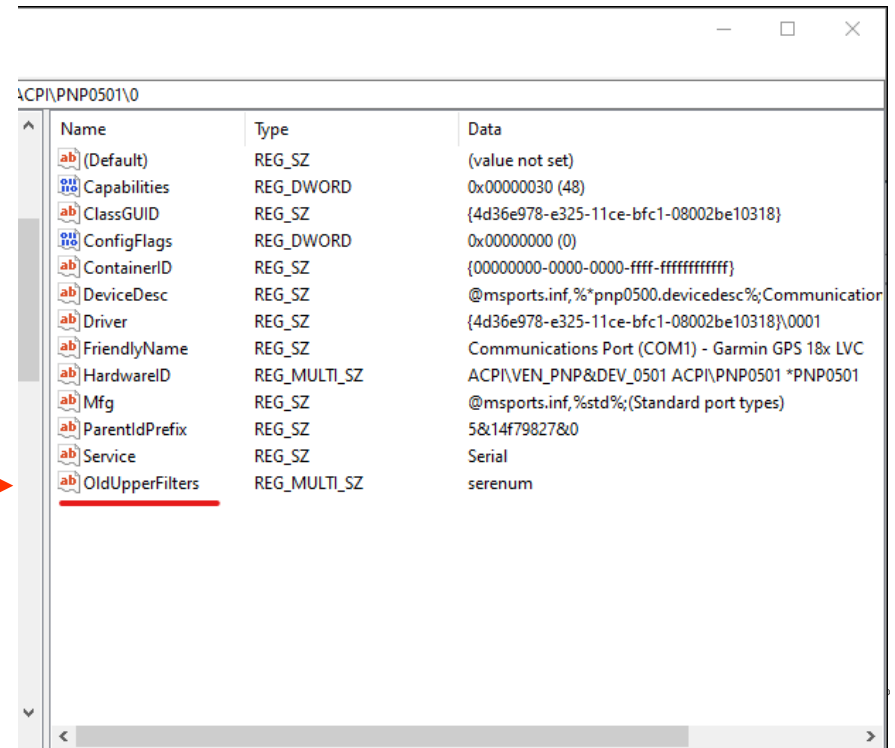 ACPI\PNP0501\0
Name Type Data
(Default) REG_SZ (value not set)
Capabilities REG_DWORD 0x00000030 (48)
ClassGUID REG_SZ {4d36e978-e325-11ce-bfc1-08002be10318}
ConfigFlags REG_DWORD 0x00000000 (0)
ContainerID REG_SZ {00000000-0000-0000-ffff-ffffffffffff}
DeviceDesc REG_SZ @msports.inf,%*pnp0500.devicedesc%;Communication
Driver REG_SZ {4d36e978-e325-11ce-bfc1-08002be10318}\0001
FriendlyName REG_SZ Communications Port (COM1) - Garmin GPS 18x LVC
HardwareID REG_MULTI_SZ ACPI\VEN_PNP&DEV_0501 ACPI\PNP0501 *PNP0501
Mfg REG_SZ @msports.inf,%std%;(Standard port types)
ParentIdPrefix REG_SZ 5&14f79827&0
Service REG_SZ Serial
OldUpperFilters REG_MULTI_SZ serenum